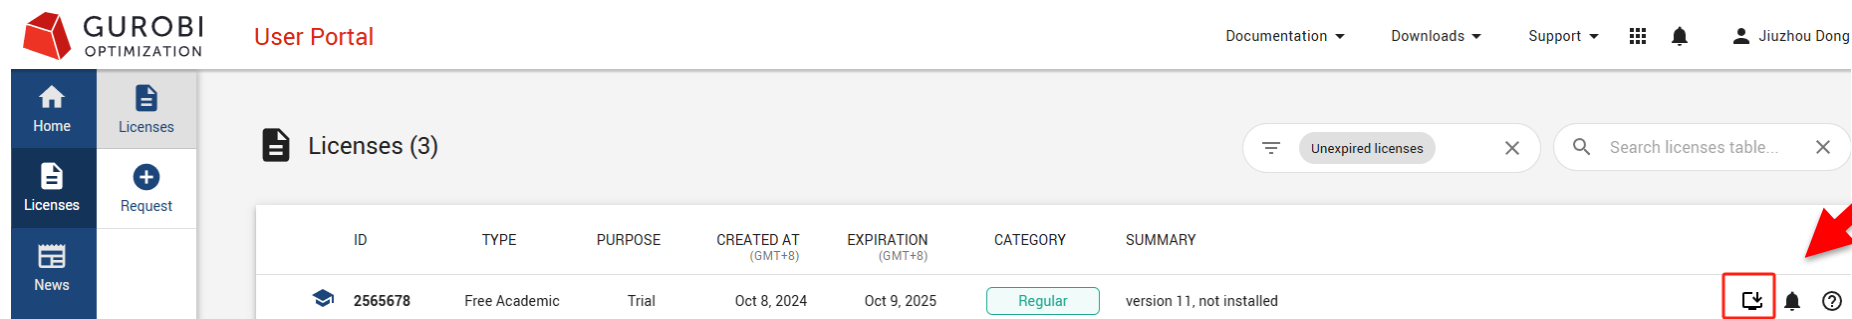 GUROBI
OPTIMIZATION
User Portal
Documentation
Downloads
Support
Jiuzhou Dong
Home
Licenses
Licenses (3)
Unexpired licenses
Search licenses table...
Licenses
Request
ID TYPE PURPOSE CREATED AT EXPIRATION CATEGORY SUMMARY
(GMT+8) (GMT+8)
News
2565678 Free Academic Trial Oct 8, 2024 Oct 9, 2025 Regular version 11, not installed